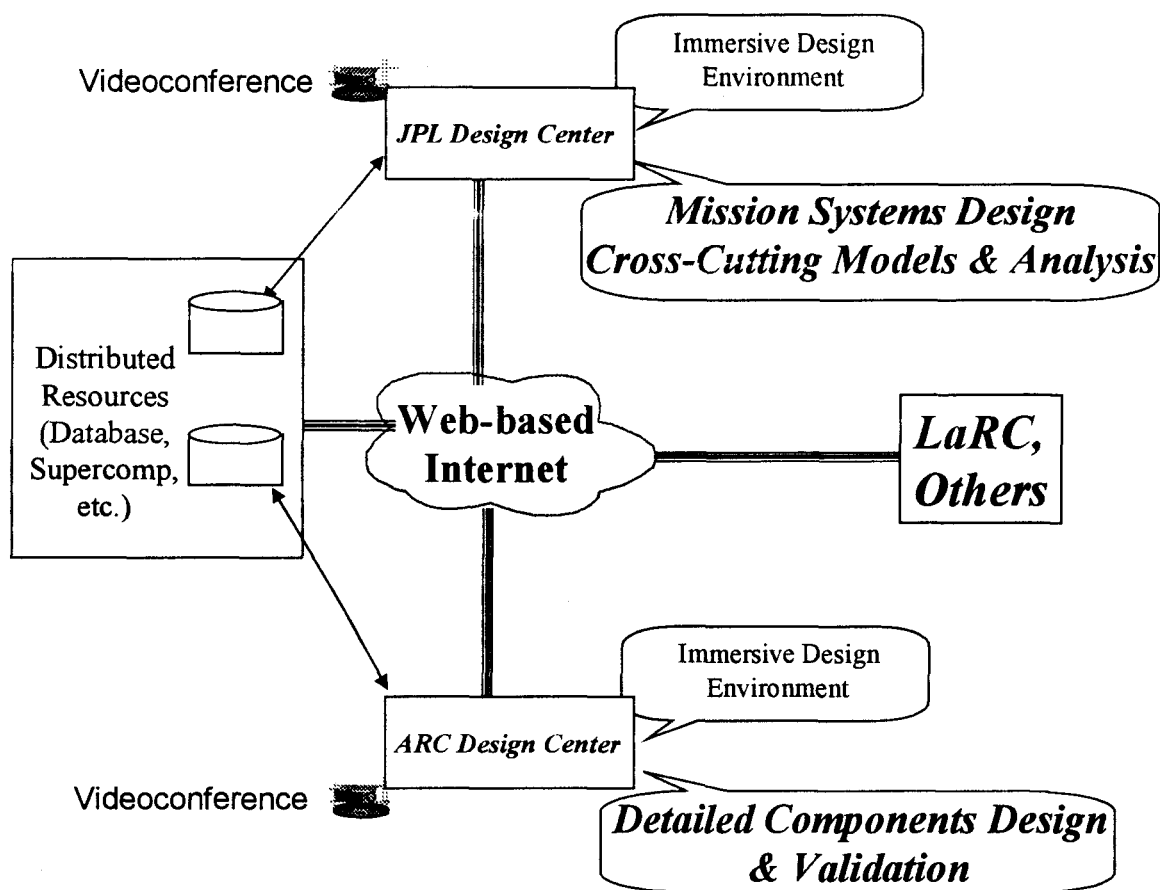 Immersive Design
Environment
Videoconference
JPL Design Center
Mission Systems Design
Cross-Cutting Models & Analysis
Distributed
Resources
(Database,
Supercomp,
etc.)
Web-based
Internet
LaRC,
Others
Immersive Design
Environment
ARC Design Center
Videoconference
Detailed Components Design
& Validation